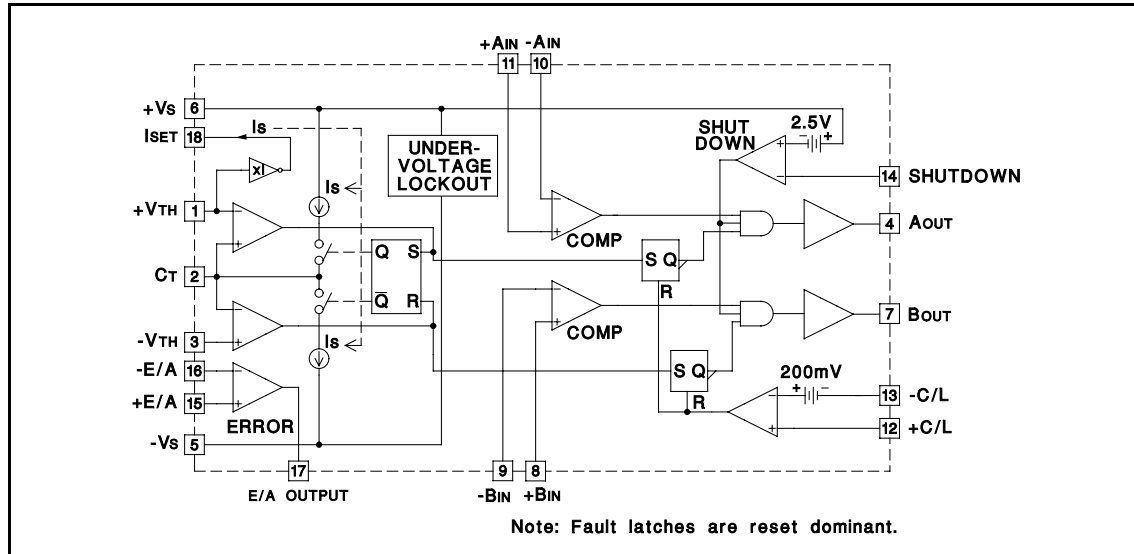 +AIN -AIN
11 10
+VS 6
ISET 18
IS
2.5V
- +
SHUT
DOWN
UNDER-
VOLTAGE
LOCKOUT
xI
IS
+
-
14 SHUTDOWN
+VTH 1
-
+
-
+
COMP
4 AOUT
Q S
S Q
CT 2
Q̅ R
R
-
+
COMP
7 BOUT
-
+
-VTH 3
IS
S Q
200mV
+ -
-E/A 16
-
R
-
13 -C/L
+E/A 15
+
+
12 +C/L
ERROR
-VS 5
17
9 8
E/A OUTPUT
-BIN +BIN
Note: Fault latches are reset dominant.